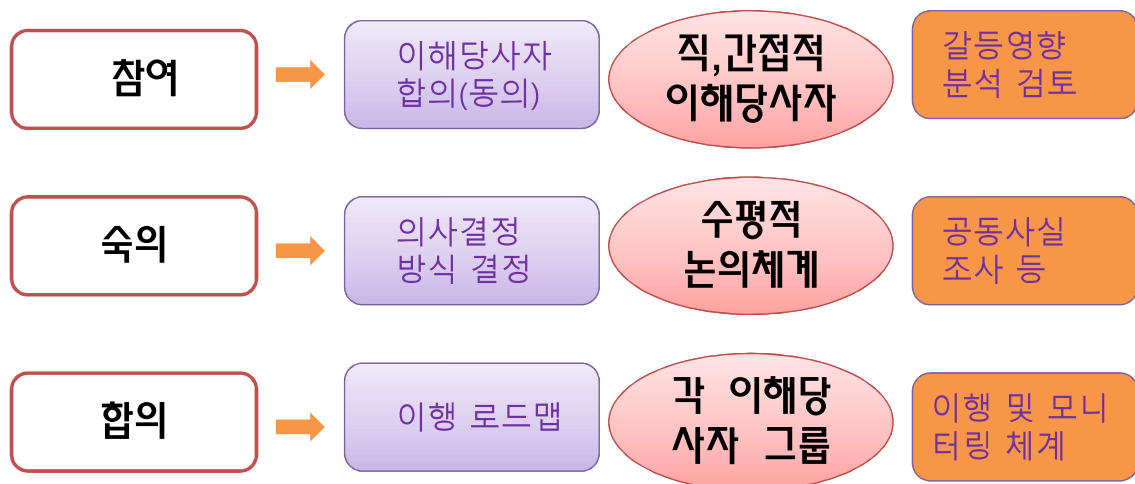 참여
이해당사자
합의(동의)
직,간접적
이해당사자
갈등영향
분석 검토
숙의
의사결정
방식 결정
수평적
논의체계
공동사실
조사 등
합의
이행 로드맵
각 이해당
사자 그룹
이행 및 모니
터링 체계